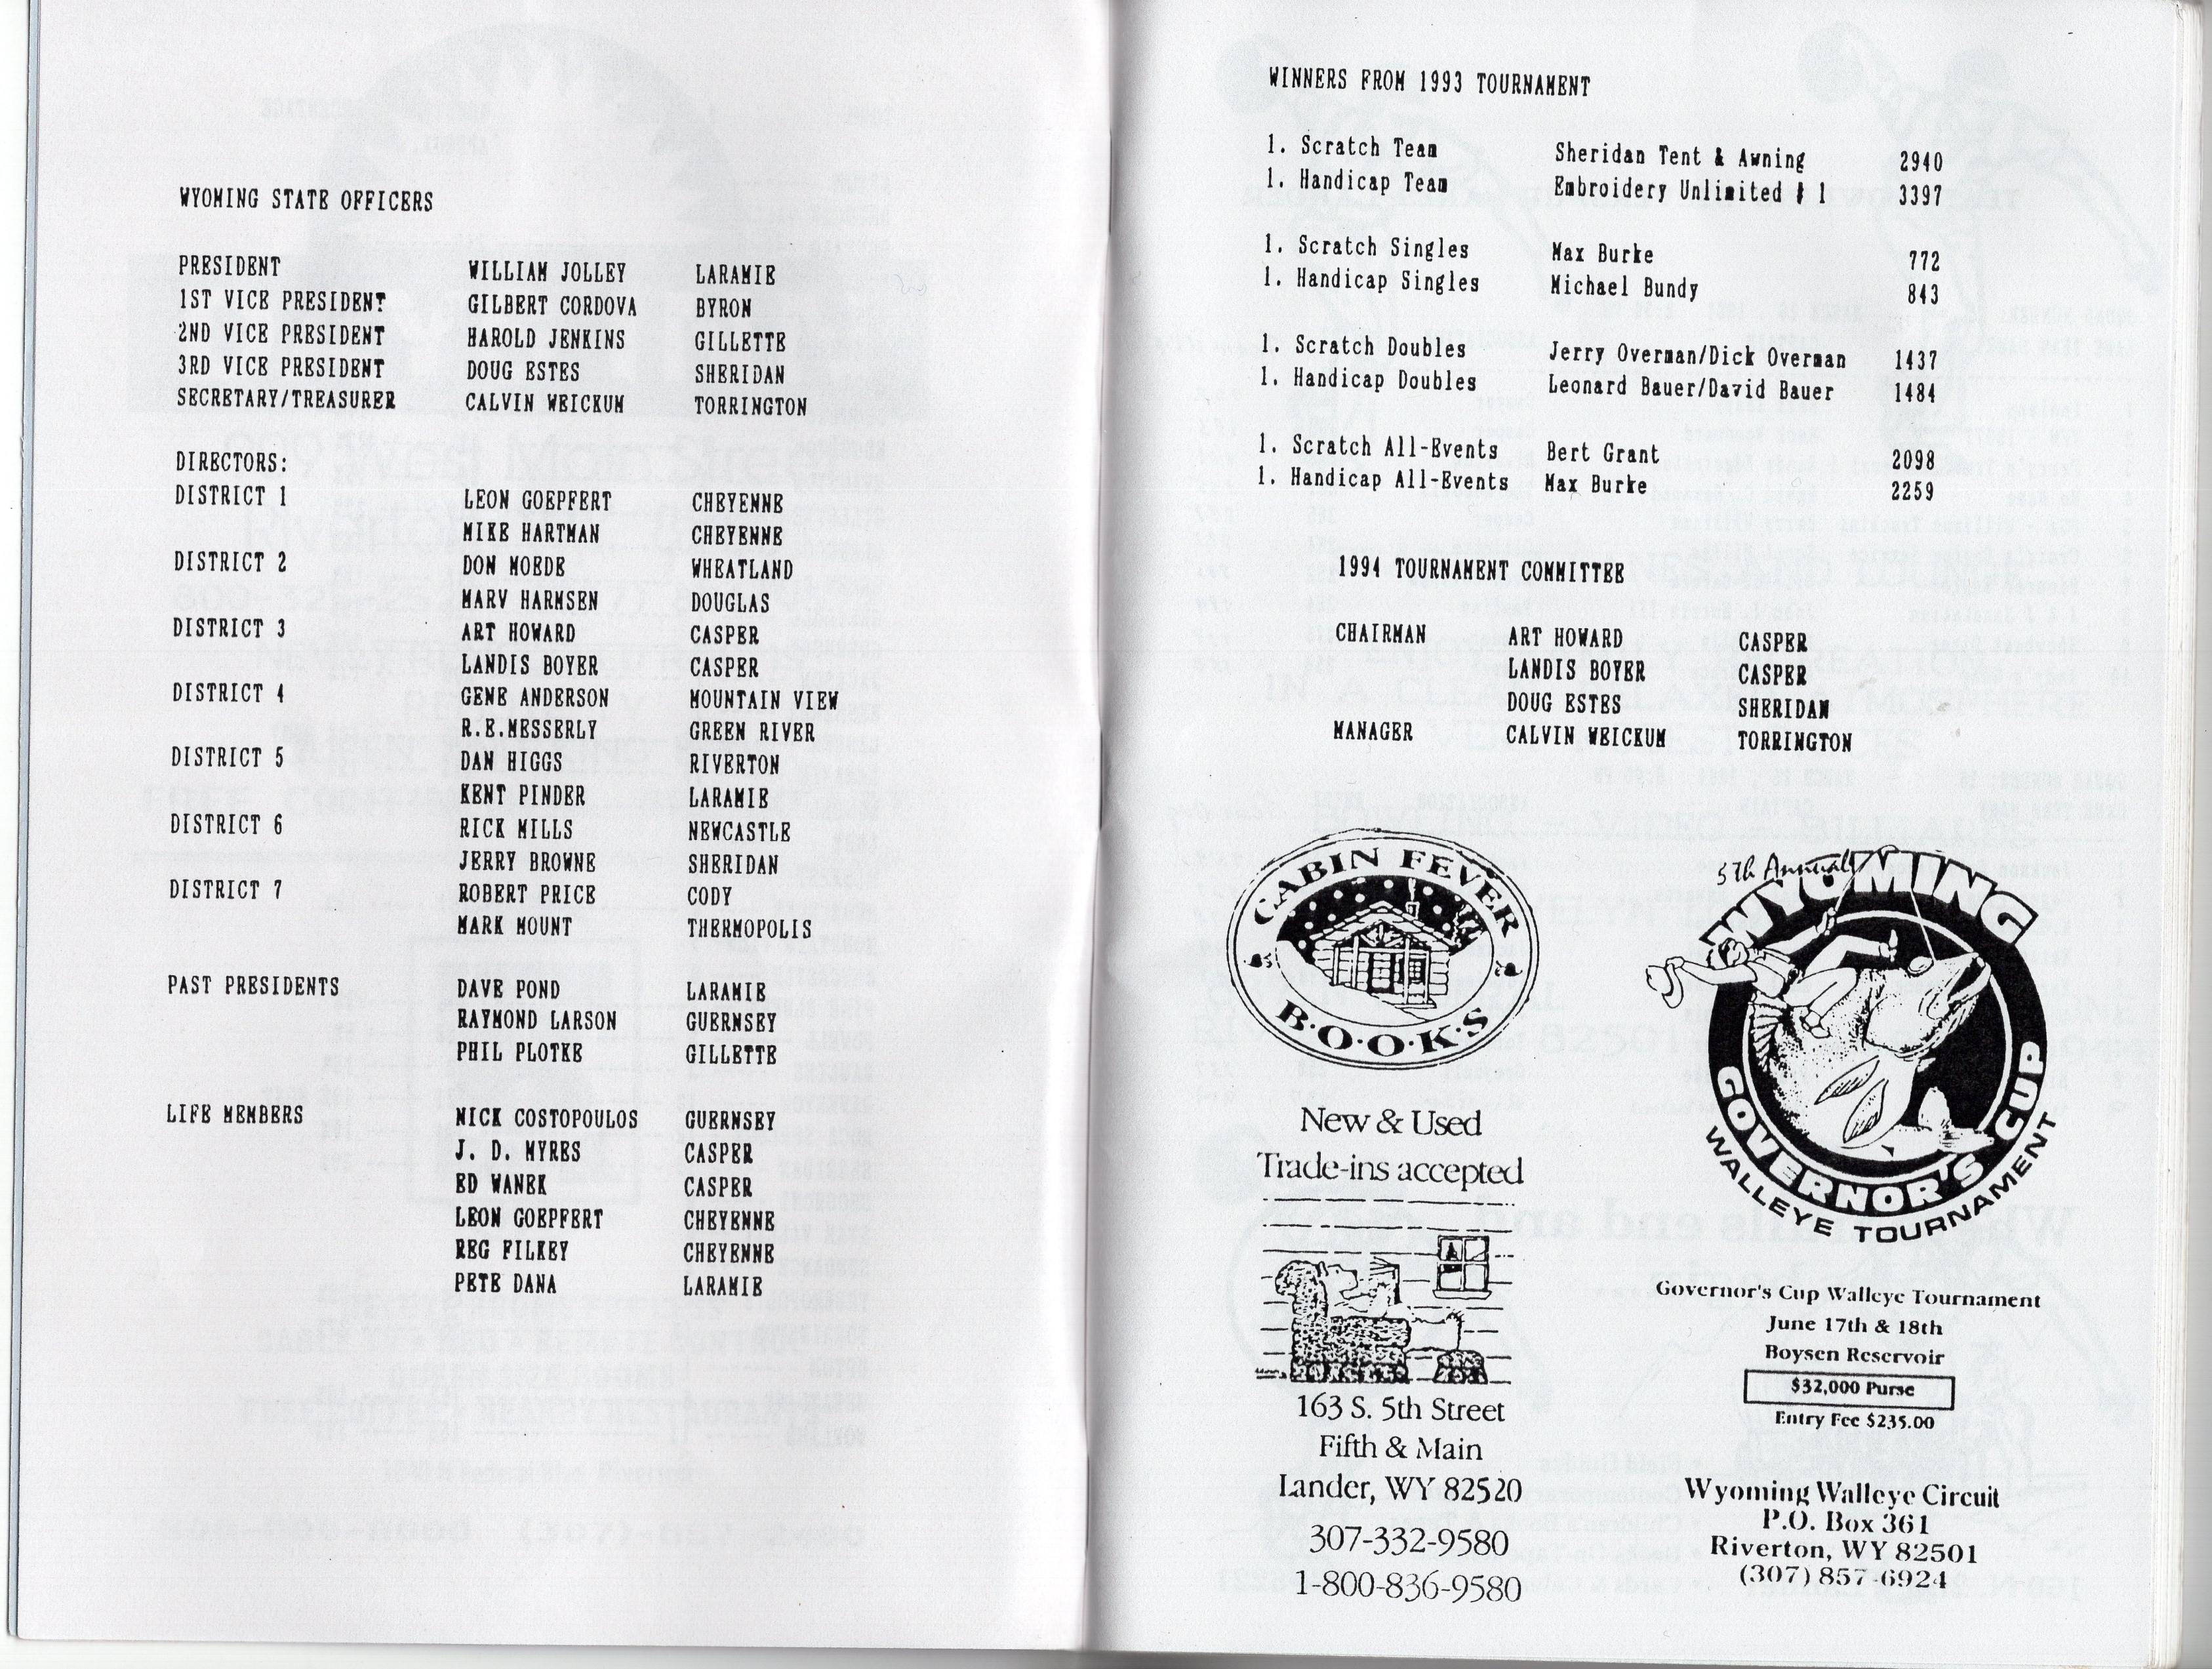 WYOMING STATE OFFICERS
PRESIDENT WILLIAM JOLLEY LARAMIE
1ST VICE PRESIDENT GILBERT CORDOVA BYRON
2ND VICE PRESIDENT HAROLD JENKINS GILLETTE
3RD VICE PRESIDENT DOUG ESTES SHERIDAN
SECRETARY/TREASURER CALVIN WEICKUM TORRINGTON
DIRECTORS:
DISTRICT 1 LEON GOEPFERT CHEYENNE
MIKE HARTMAN CHEYENNE
DISTRICT 2 DON MOEDE WHEATLAND
MARV HARMSEN DOUGLAS
DISTRICT 3 ART HOWARD CASPER
LANDIS BOYER CASPER
DISTRICT 4 GENE ANDERSON MOUNTAIN VIEW
R.E.MESSERLY GREEN RIVER
DISTRICT 5 DAN HIGGS RIVERTON
KENT PINDER LARAMIE
DISTRICT 6 RICK MILLS NEWCASTLE
JERRY BROWNE SHERIDAN
DISTRICT 7 ROBERT PRICE CODY
MARK MOUNT THERMOPOLIS
PAST PRESIDENTS DAVE POND LARAMIE
RAYMOND LARSON GUERNSEY
PHIL PLOTKE GILLETTE
LIFE MEMBERS NICK COSTOPOULOS GUERNSEY
J. D. MYRES CASPER
ED WANEK CASPER
LEON GOEPFERT CHEYENNE
REG FILKEY CHEYENNE
PETE DANA LARAMIE
WINNERS FROM 1993 TOURNAMENT
1. Scratch Team Sheridan Tent & Awning 2940
1. Handicap Team Embroidery Unlimited # 1 3397
1. Scratch Singles Max Burke 772
1. Handicap Singles Michael Bundy 843
1. Scratch Doubles Jerry Overman/Dick Overman 1437
1. Handicap Doubles Leonard Bauer/David Bauer 1484
1. Scratch All-Events Bert Grant 2098
1. Handicap All-Events Max Burke 2259
1994 TOURNAMENT COMMITTEE
CHAIRMAN ART HOWARD CASPER
LANDIS BOYER CASPER
DOUG ESTES SHERIDAN
MANAGER CALVIN WEICKUM TORRINGTON
CABIN FEVER
B·O·O·K·S
New & Used
Trade-ins accepted
163 S. 5th Street
Fifth & Main
Lander, WY 82520
307-332-9580
1-800-836-9580
5th Annual
WYOMING
GOVERNOR'S CUP
WALLEYE TOURNAMENT
Governor's Cup Walleye Tournament
June 17th & 18th
Boysen Reservoir
$32,000 Purse
Entry Fee $235.00
Wyoming Walleye Circuit
P.O. Box 361
Riverton, WY 82501
(307) 857-6924